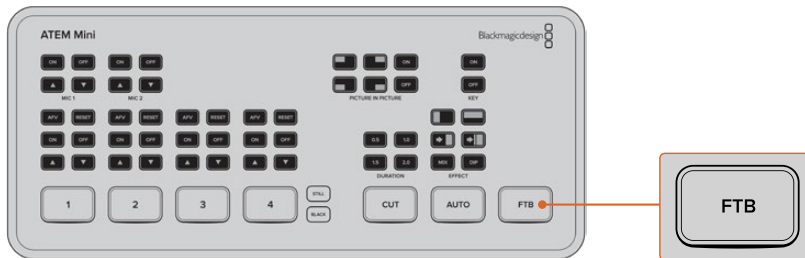 ATEM Mini
Blackmagicdesign
ON OFF ON OFF ON ON
MIC 1 MIC 2 OFF OFF
PICTURE IN PICTURE KEY
AFV RESET AFV RESET AFV RESET AFV RESET
ON OFF ON OFF ON OFF ON OFF 0.5 1.0
1.5 2.0 MIX DIP
DURATION EFFECT
1 2 3 4 STILL CUT AUTO FTB FTB
BLACK